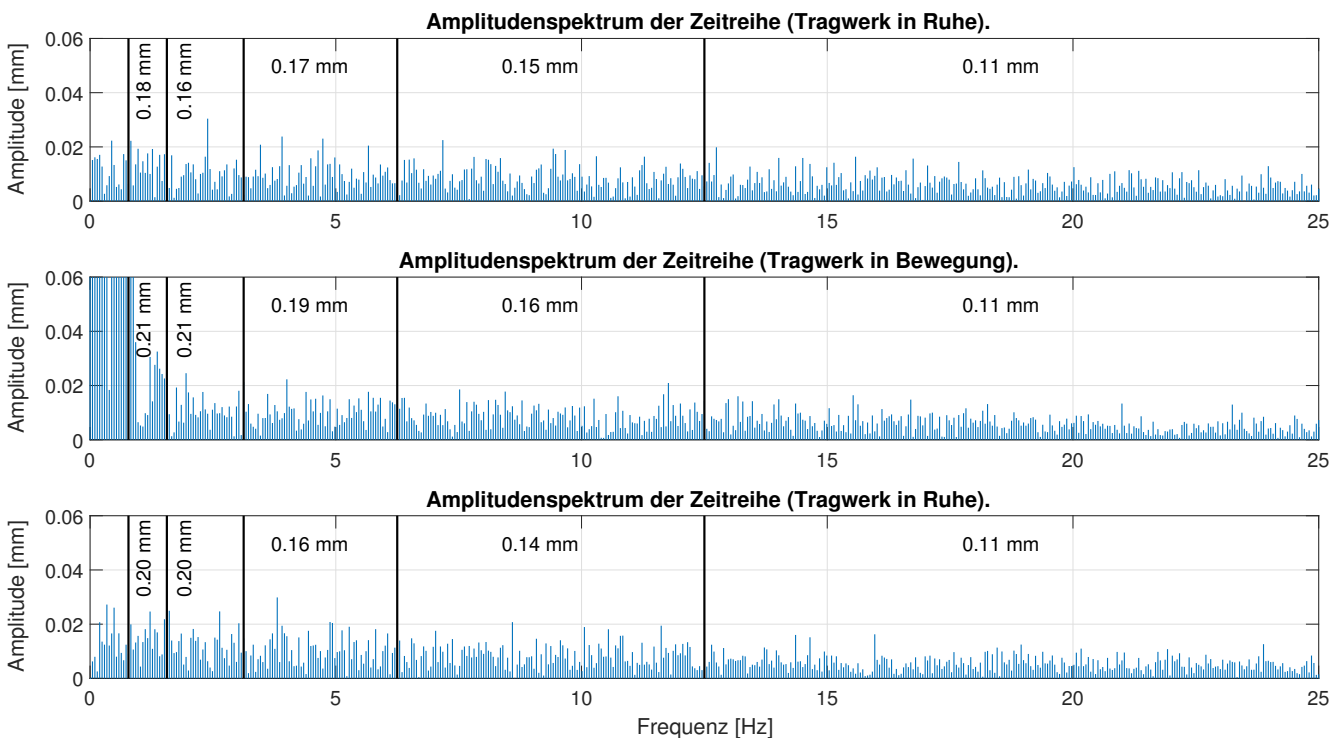 Amplitudenspektrum der Zeitreihe (Tragwerk in Ruhe).
Amplitude [mm]
0.06
0.04
0.02
0
0.18 mm
0.16 mm
0.17 mm
0.15 mm
0.11 mm
0 5 10 15 20 25
Amplitudenspektrum der Zeitreihe (Tragwerk in Bewegung).
Amplitude [mm]
0.06
0.04
0.02
0
0.21 mm
0.21 mm
0.19 mm
0.16 mm
0.11 mm
0 5 10 15 20 25
Amplitudenspektrum der Zeitreihe (Tragwerk in Ruhe).
Amplitude [mm]
0.06
0.04
0.02
0
0.20 mm
0.20 mm
0.16 mm
0.14 mm
0.11 mm
0 5 10 15 20 25
Frequenz [Hz]